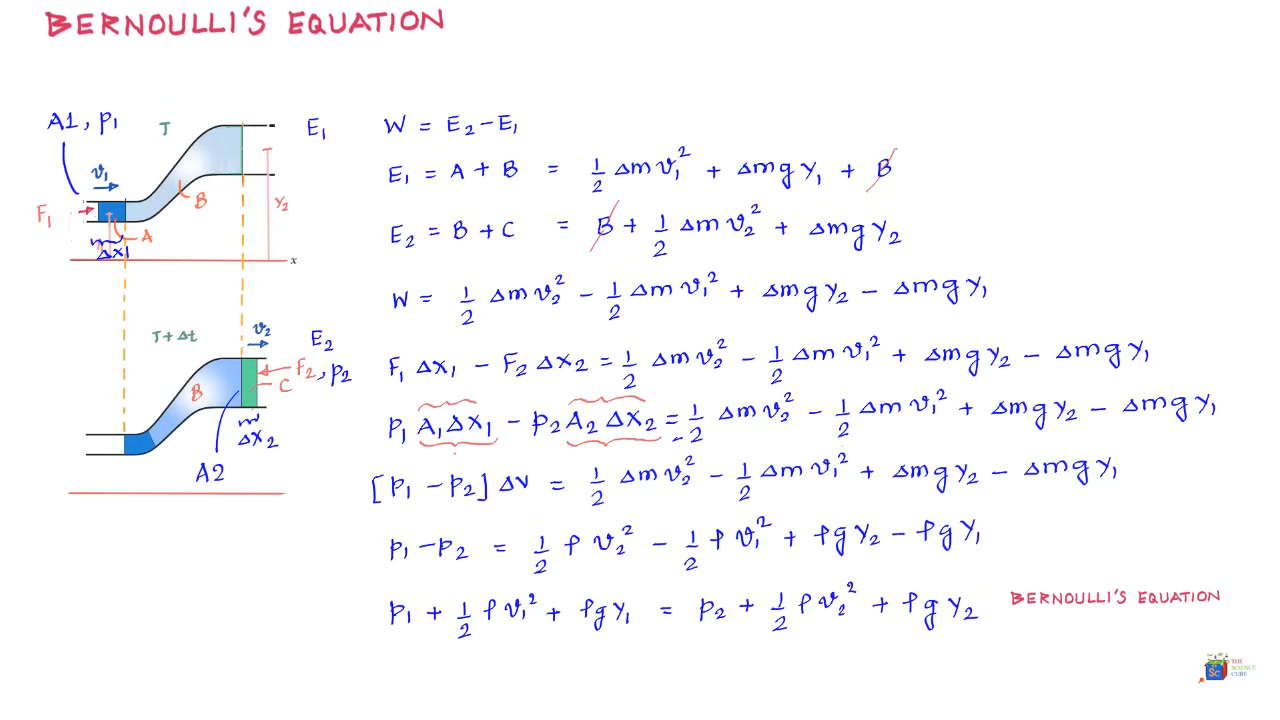 BERNOULLI'S EQUATION
A1, p₁
T
E₁
v₁
F₁
B
Y₂
A
Δx₁
x
T + Δt
v₂
E₂
F₂, p₂
B
C
Δx₂
A2
W = E₂ – E₁
E₁ = A + B = 1/2 Δm v₁² + Δm g y₁ + B
E₂ = B + C = B + 1/2 Δm v₂² + Δm g y₂
W = 1/2 Δm v₂² – 1/2 Δm v₁² + Δm g y₂ – Δm g y₁
F₁ Δx₁ – F₂ Δx₂ = 1/2 Δm v₂² – 1/2 Δm v₁² + Δm g y₂ – Δm g y₁
p₁ A₁ Δx₁ – p₂ A₂ Δx₂ = 1/2 Δm v₂² – 1/2 Δm v₁² + Δm g y₂ – Δm g y₁
[p₁ – p₂] Δv = 1/2 Δm v₂² – 1/2 Δm v₁² + Δm g y₂ – Δm g y₁
p₁ – p₂ = 1/2 ρ v₂² – 1/2 ρ v₁² + ρ g y₂ – ρ g y₁
p₁ + 1/2 ρ v₁² + ρ g y₁ = p₂ + 1/2 ρ v₂² + ρ g y₂
BERNOULLI'S EQUATION
Sc
THE
SCIENCE
CUBE